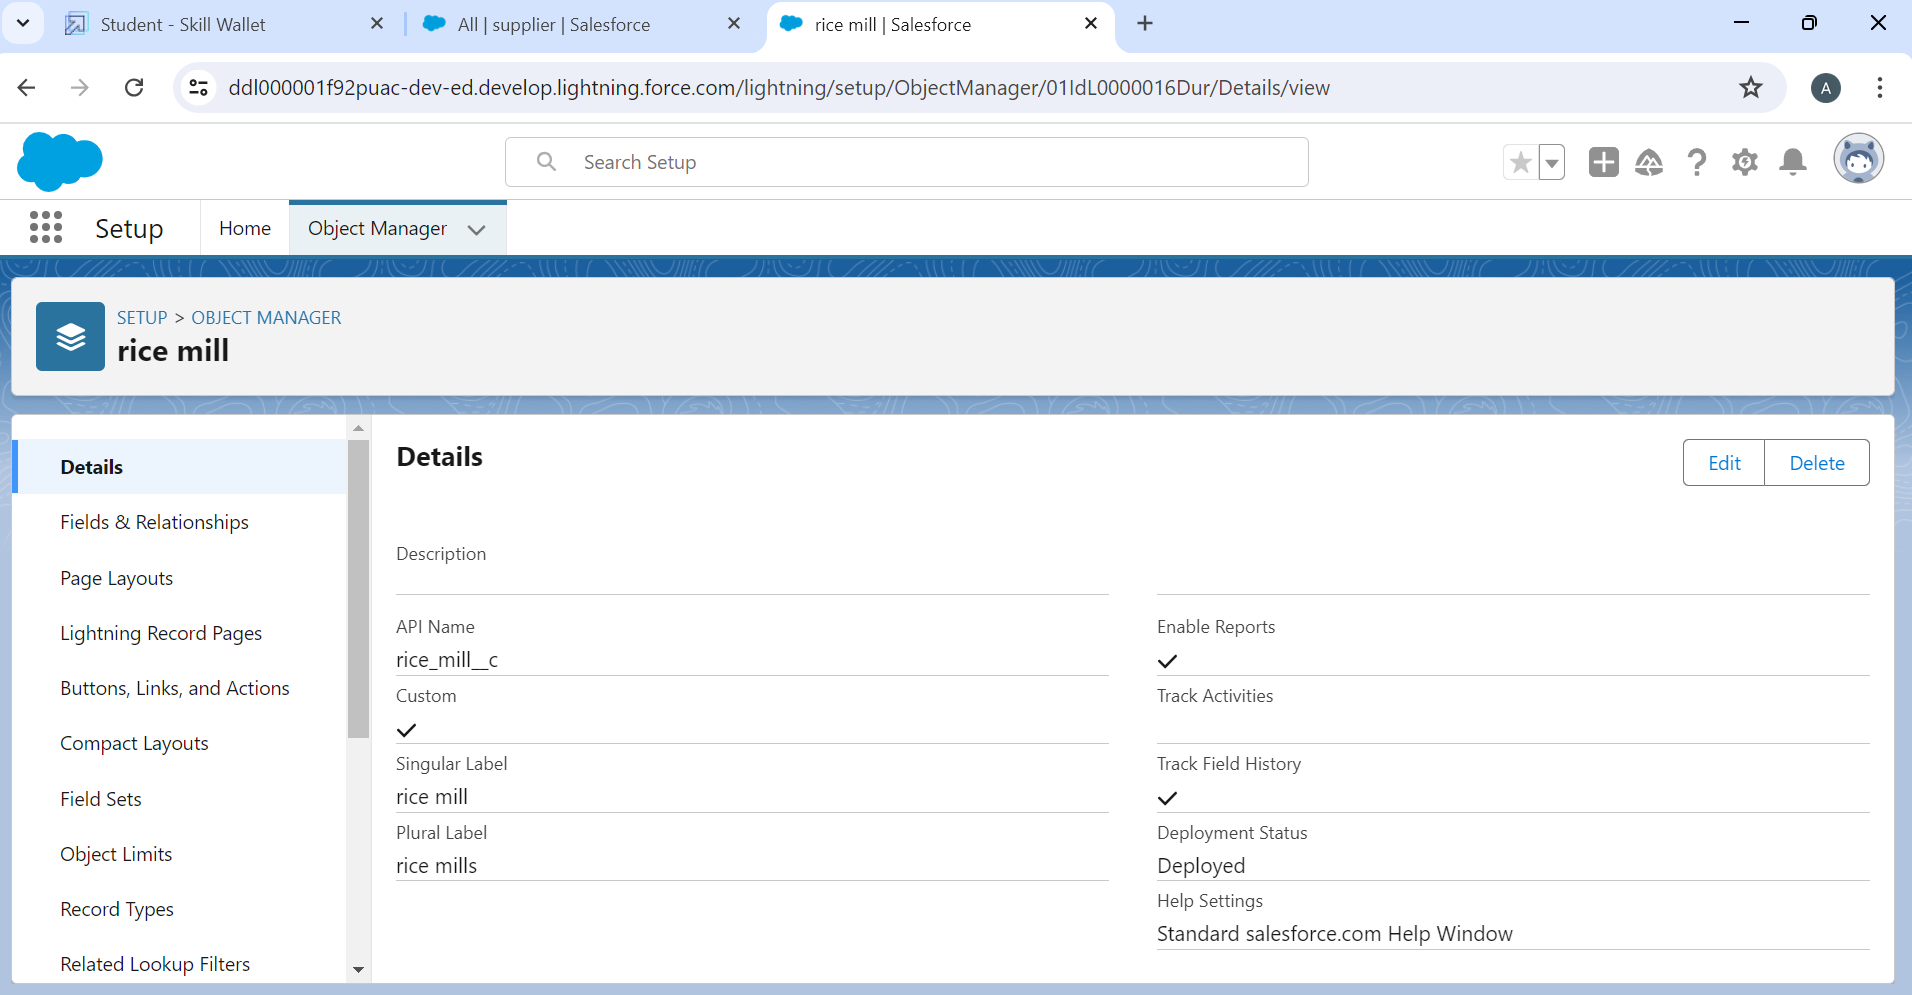 Student - Skill Wallet
All | supplier | Salesforce
rice mill | Salesforce
ddl000001f92puac-dev-ed.develop.lightning.force.com/lightning/setup/ObjectManager/01IdL0000016Dur/Details/view
A
Search Setup
Setup
Home
Object Manager
SETUP > OBJECT MANAGER
rice mill
Details
Fields & Relationships
Page Layouts
Lightning Record Pages
Buttons, Links, and Actions
Compact Layouts
Field Sets
Object Limits
Record Types
Related Lookup Filters
Details
Edit
Delete
Description
API Name
rice_mill__c
Custom
Singular Label
rice mill
Plural Label
rice mills
Enable Reports
Track Activities
Track Field History
Deployment Status
Deployed
Help Settings
Standard salesforce.com Help Window